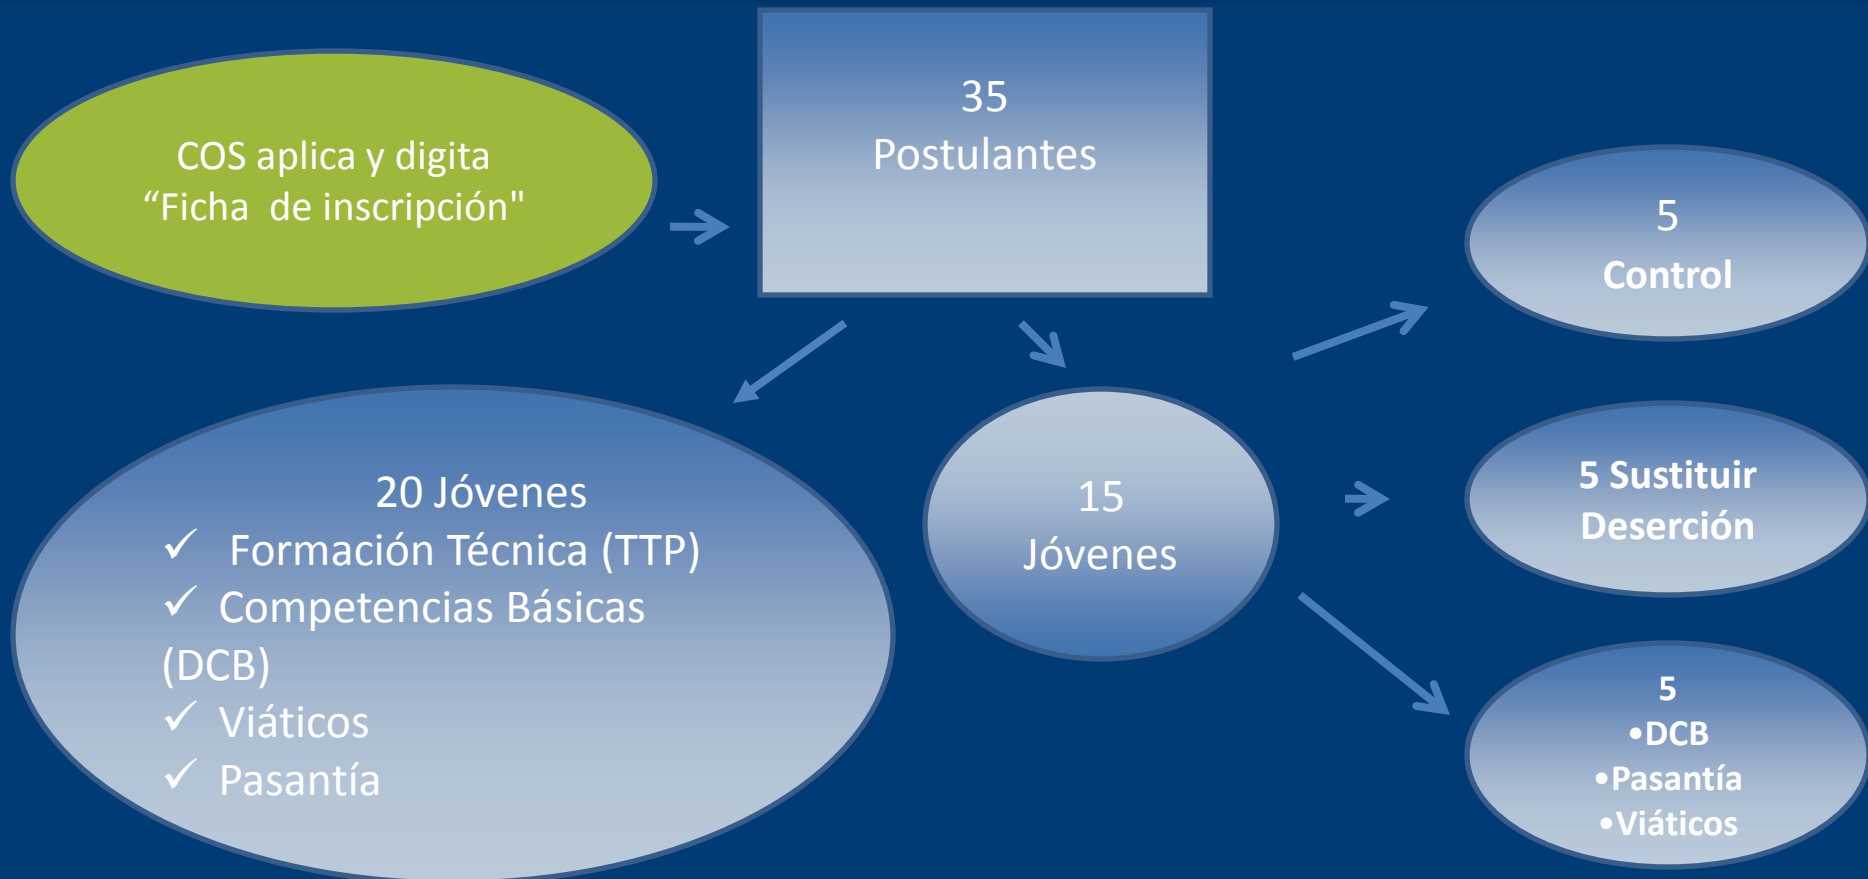 COS aplica y digita
“Ficha  de inscripción"
35
Postulantes
5
Control
20 Jóvenes
✓ Formación Técnica (TTP)
✓ Competencias Básicas
(DCB)
✓ Viáticos
✓ Pasantía
15
Jóvenes
5 Sustituir
Deserción
5
•DCB
•Pasantía
•Viáticos